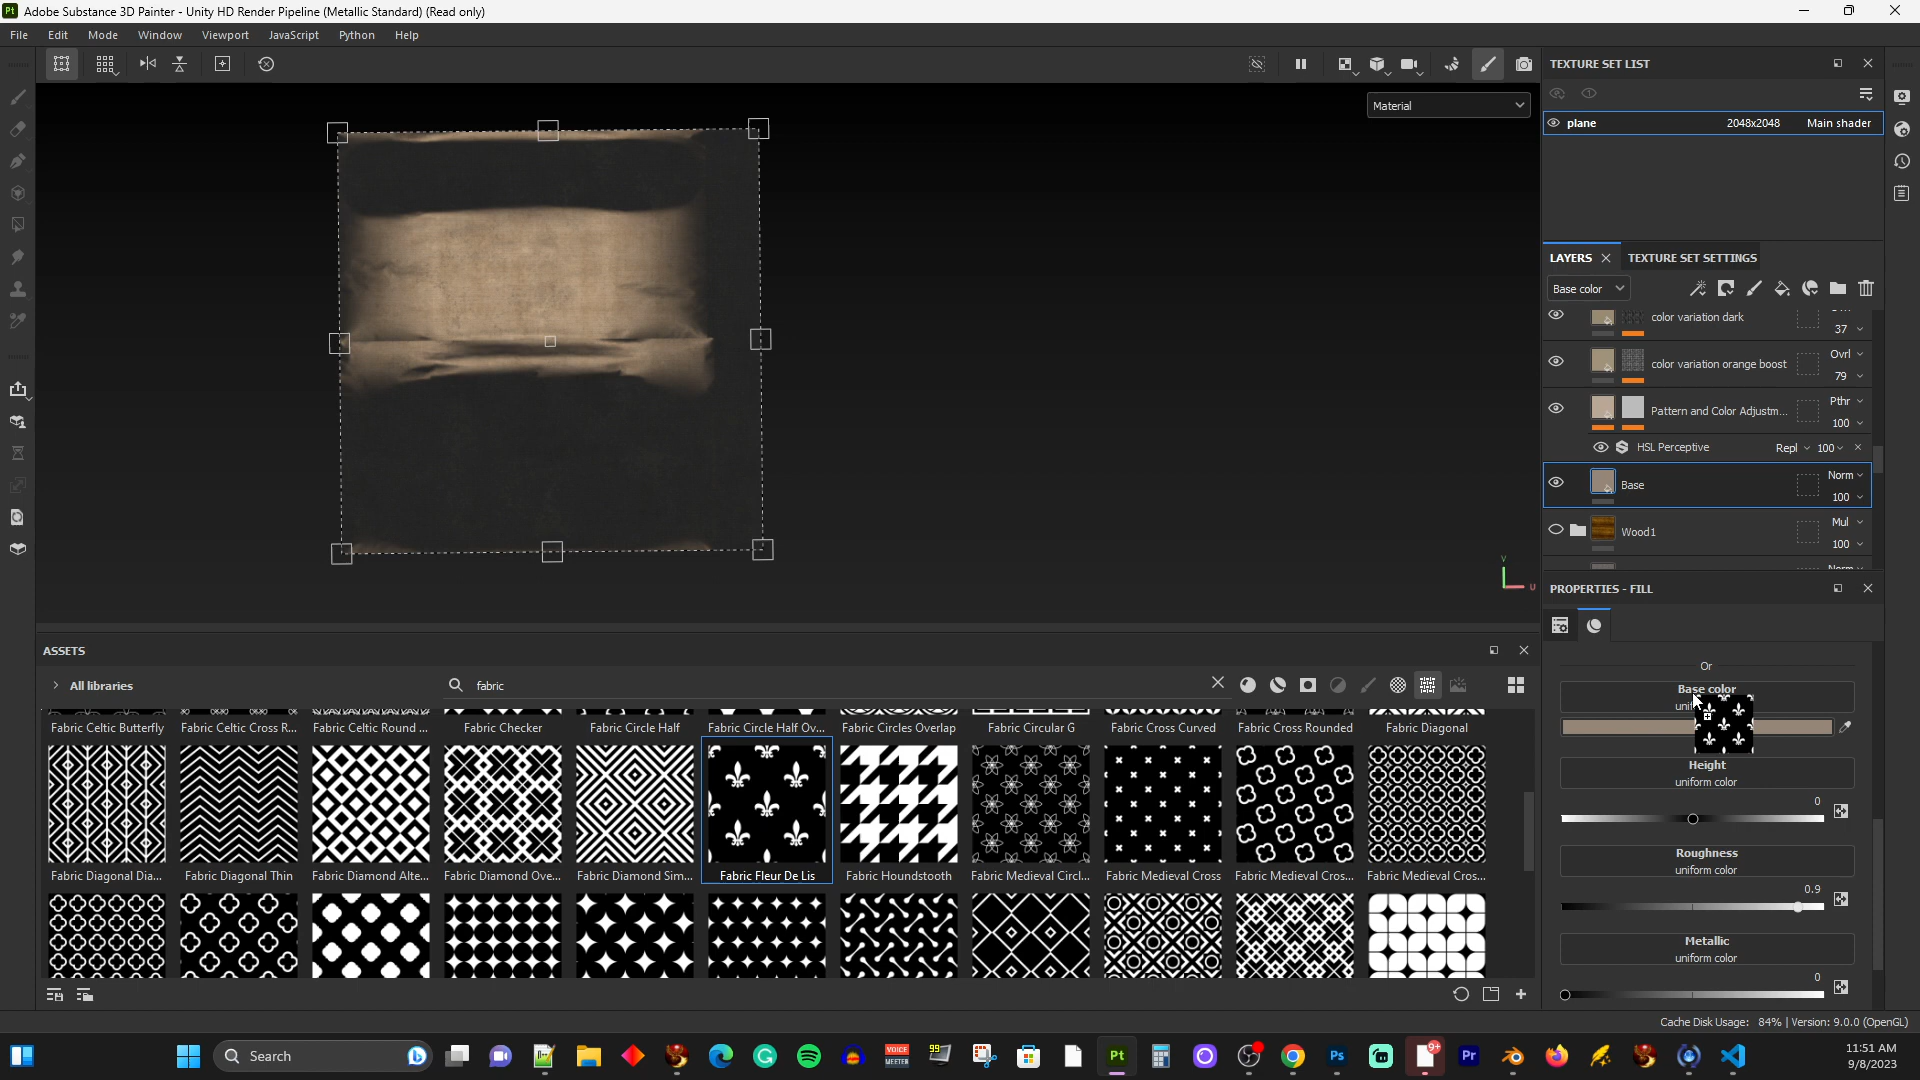 Adobe Substance 3D Painter - Unity HD Render Pipeline (Metallic Standard) (Read only)
File Edit Mode Window Viewport JavaScript Python Help
Material
TEXTURE SET LIST
plane 2048x2048 Main shader
LAYERS TEXTURE SET SETTINGS
Base color
color variation dark 37
color variation orange boost Ovrl 79
Pattern and Color Adjustm... Pthr 100
HSL Perceptive Repl 100
Base Norm 100
Wood1 Mul 100
PROPERTIES - FILL
Or
Base color
Height
uniform color
0
Roughness
uniform color
0.9
Metallic
uniform color
0
V
U
ASSETS
All libraries
fabric
Fabric Celtic Butterfly Fabric Celtic Cross R... Fabric Celtic Round ... Fabric Checker Fabric Circle Half Fabric Circle Half Ov... Fabric Circles Overlap Fabric Circular G Fabric Cross Curved Fabric Cross Rounded Fabric Diagonal
Fabric Diagonal Dia... Fabric Diagonal Thin Fabric Diamond Alte... Fabric Diamond Ove... Fabric Diamond Sim... Fabric Fleur De Lis Fabric Houndstooth Fabric Medieval Circl... Fabric Medieval Cross Fabric Medieval Cros... Fabric Medieval Cros...
Cache Disk Usage: 84% | Version: 9.0.0 (OpenGL)
Search
VOICE
MEETER
99
Pt
9+
Ps
Pr
11:51 AM
9/8/2023